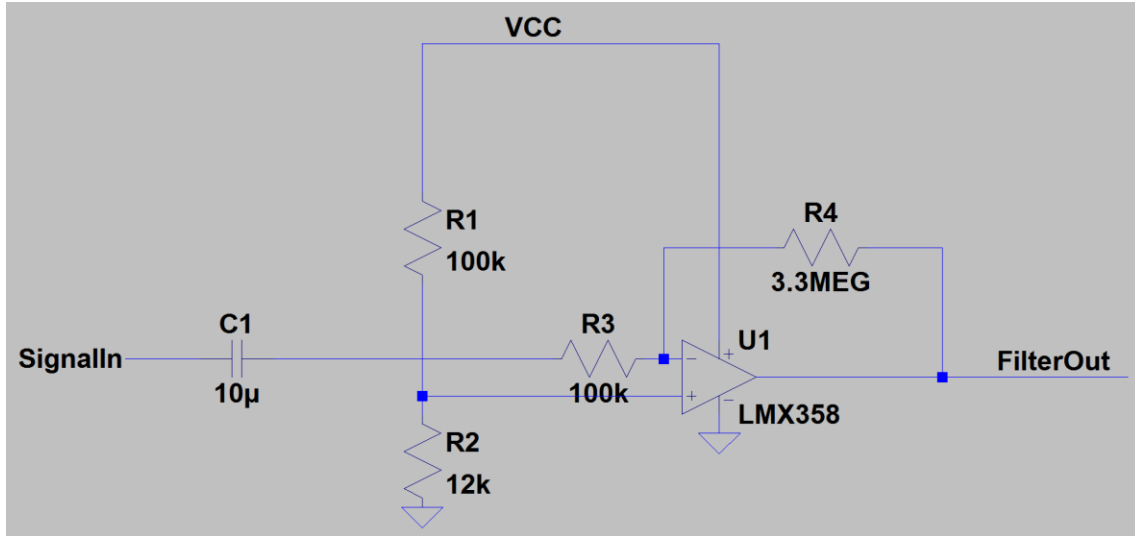 VCC
R1
100k
R4
3.3MEG
C1
10µ
R3
100k
U1
SignalIn
FilterOut
LMX358
R2
12k